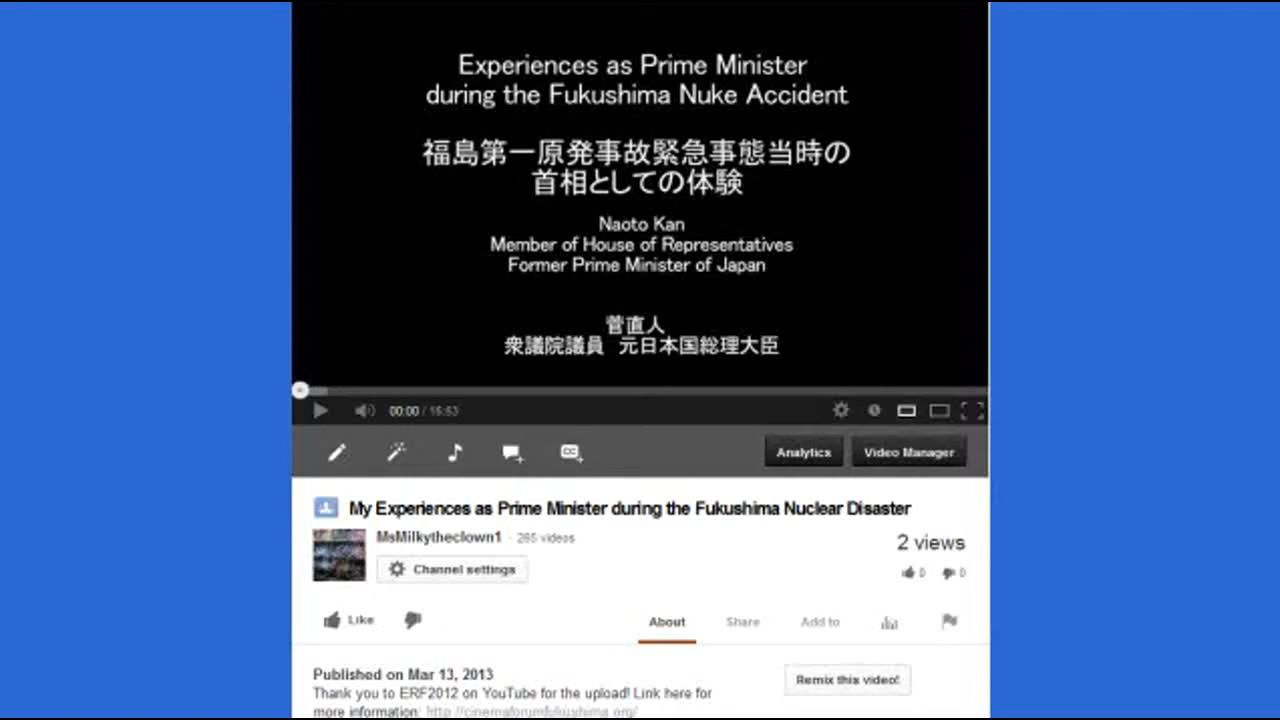 Experiences as Prime Minister
during the Fukushima Nuke Accident
福島第一原発事故緊急事態当時の
首相としての体験
Naoto Kan
Member of House of Representatives
Former Prime Minister of Japan
菅直人
衆議院議員 元日本国総理大臣
00:00 / 15:53
Analytics Video Manager
My Experiences as Prime Minister during the Fukushima Nuclear Disaster
MsMilkytheclown1 · 265 videos
2 views
Channel settings
0 0
Like
About Share Add to
Published on Mar 13, 2013
Remix this video!
Thank you to ERF2012 on YouTube for the upload! Link here for
more information: http://cinemaforumfukushima.org/